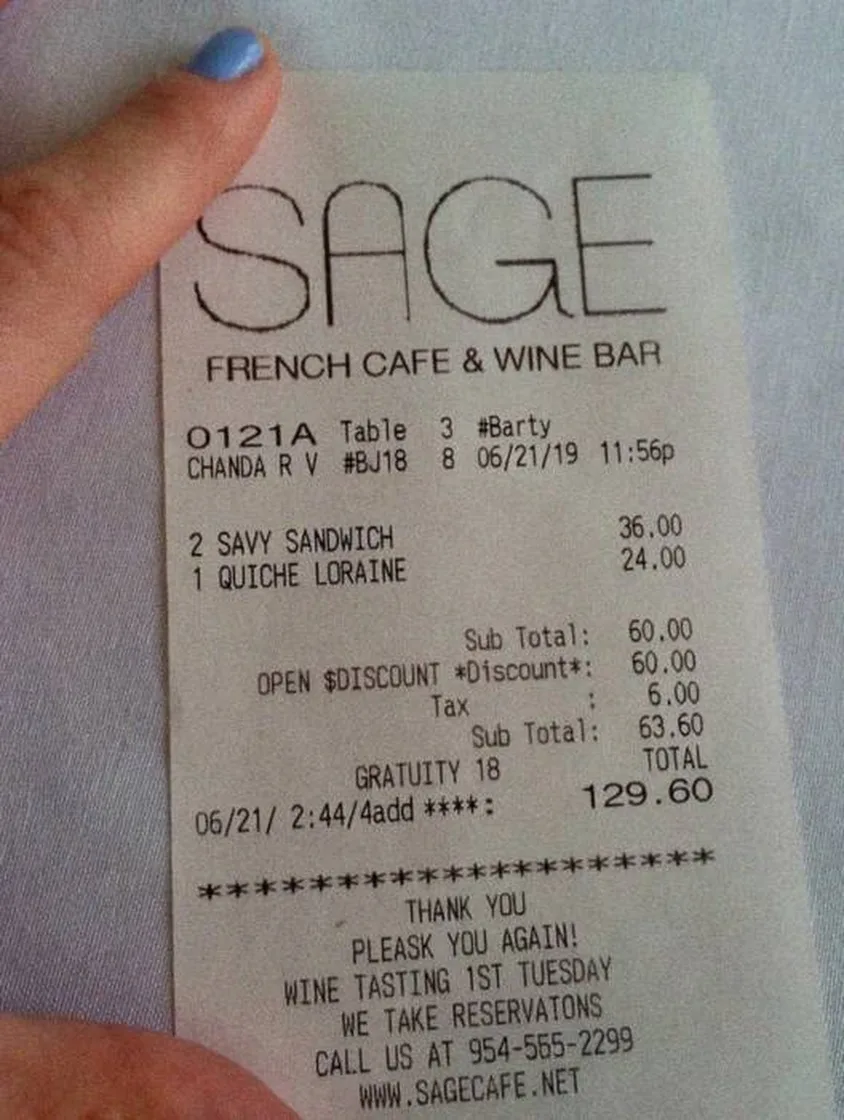 SAGE
FRENCH CAFE & WINE BAR
0121A Table 3 #Barty
CHANDA R V #BJ18 8 06/21/19 11:56p
2 SAVY SANDWICH 36.00
1 QUICHE LORAINE 24.00
Sub Total: 60.00
OPEN $DISCOUNT *Discount*: 60.00
Tax : 6.00
Sub Total: 63.60
GRATUITY 18 TOTAL
06/21/ 2:44/4add ****: 129.60
********************
THANK YOU
PLEASK YOU AGAIN!
WINE TASTING 1ST TUESDAY
WE TAKE RESERVATONS
CALL US AT 954-565-2299
WWW.SAGECAFE.NET